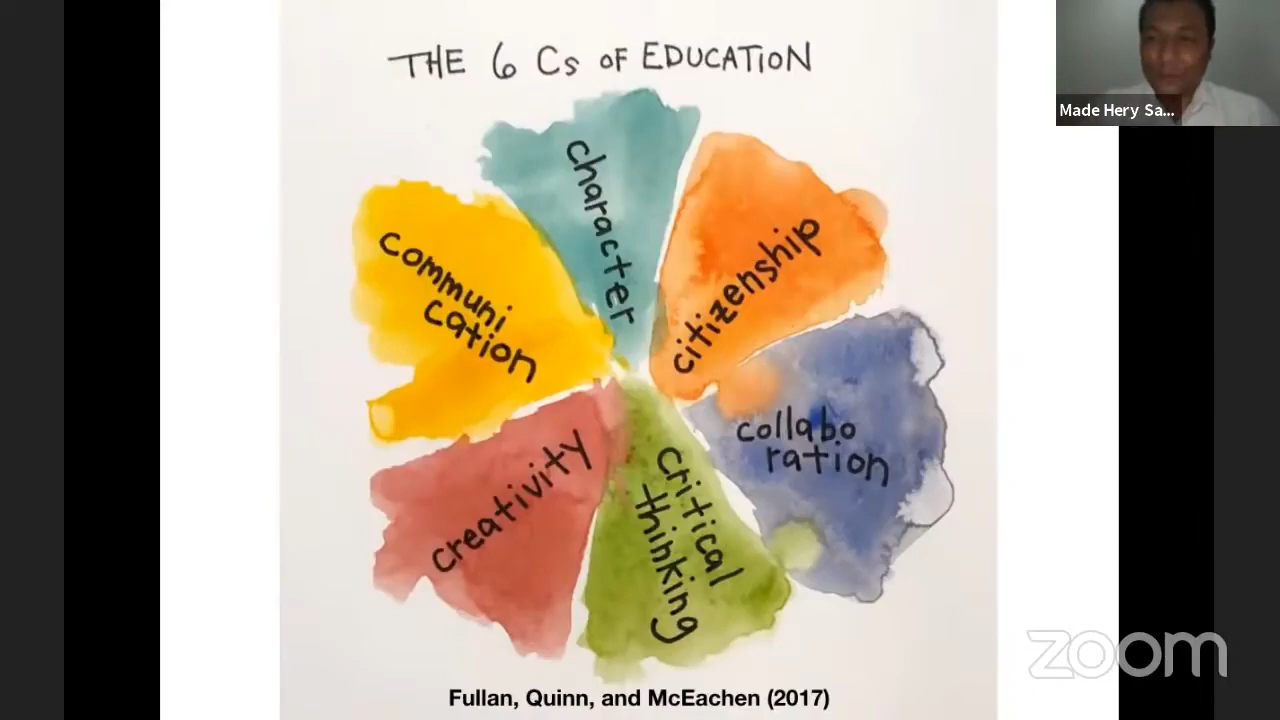 THE 6 Cs OF EDUCATION
Made Hery Sa...
character
citizenship
communi
cation
collabo
ration
creativity
critical
thinking
zoom
Fullan, Quinn, and McEachen (2017)